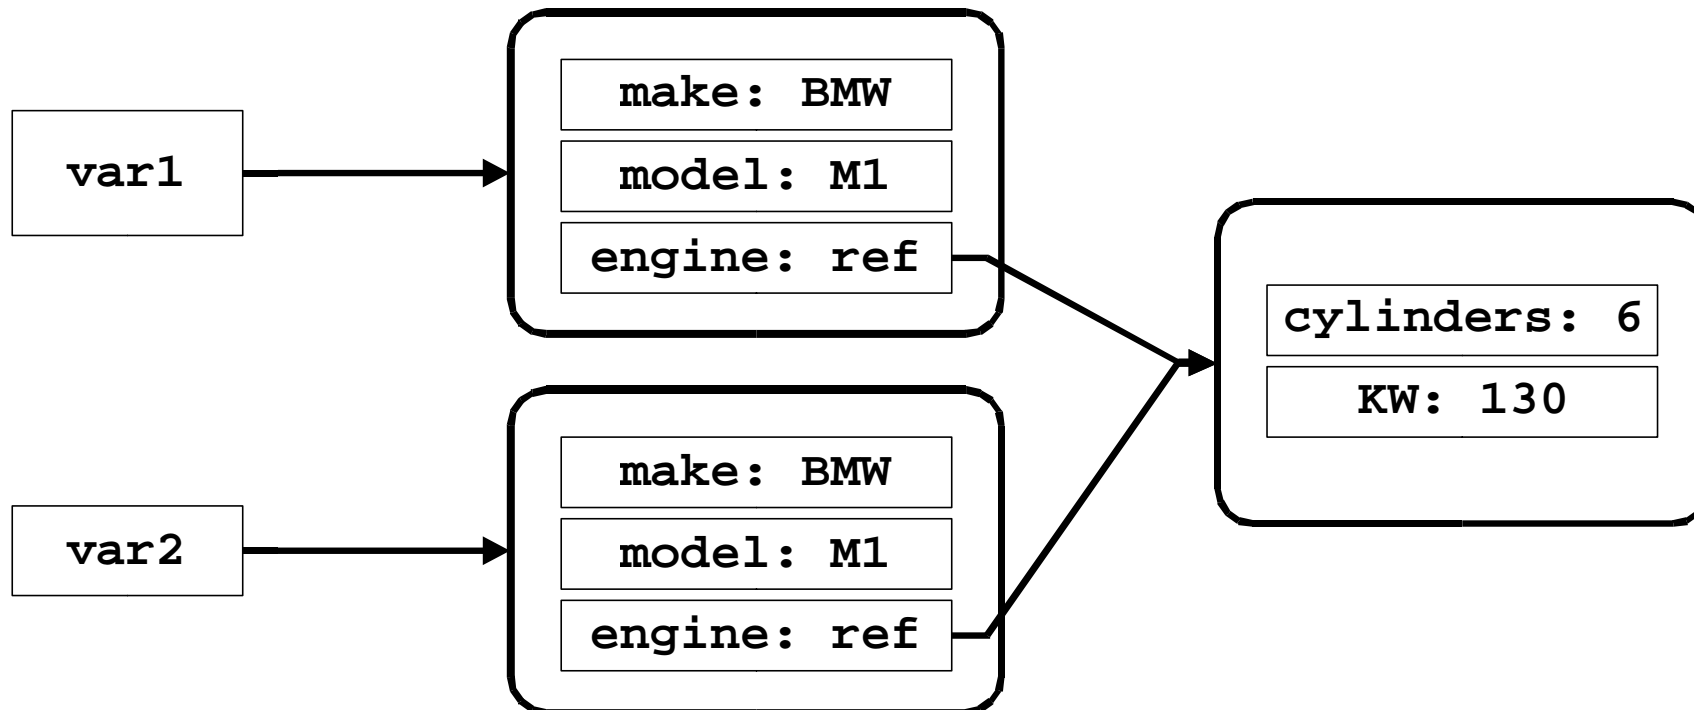 var1
make: BMW
model: M1
engine: ref
cylinders: 6
KW: 130
var2
make: BMW
model: M1
engine: ref